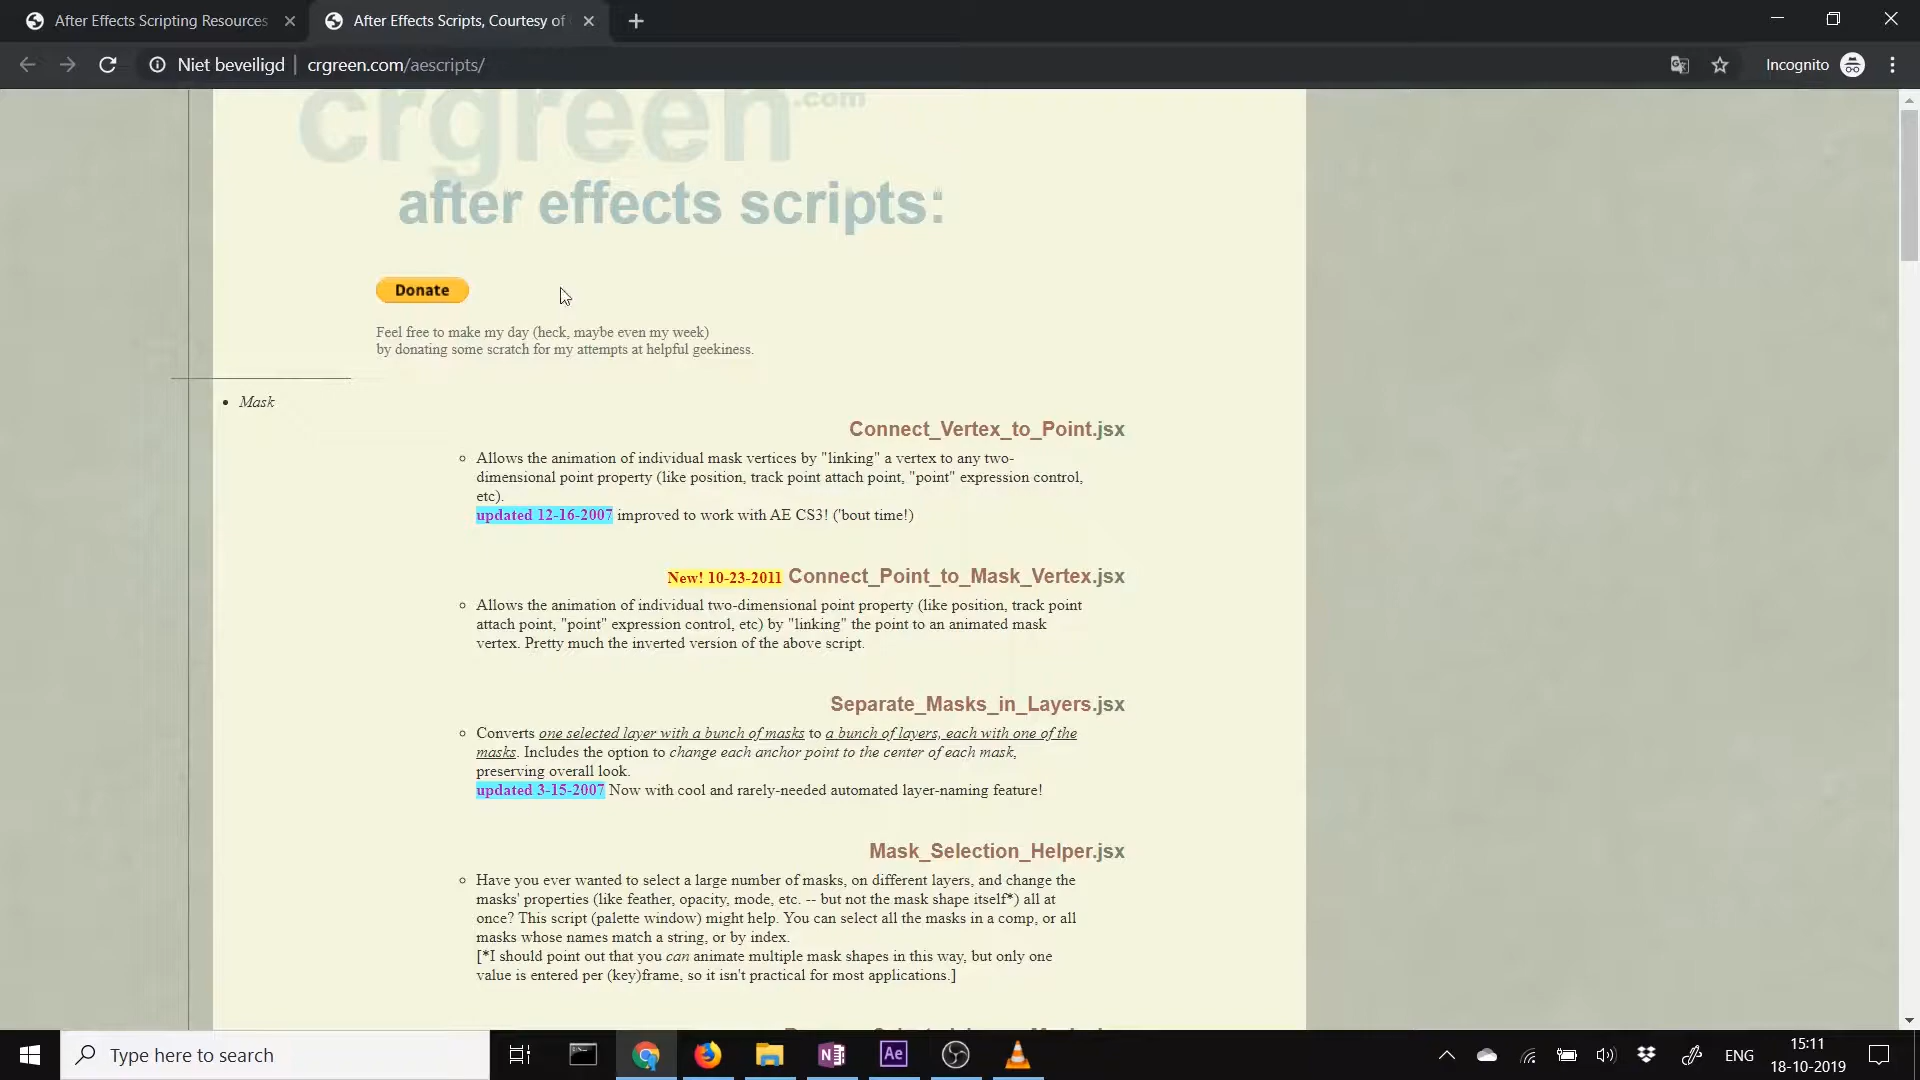 After Effects Scripting Resources
After Effects Scripts, Courtesy of
Niet beveiligd
crgreen.com/aescripts/
Incognito
crgreen.com
after effects scripts:
Donate
Feel free to make my day (heck, maybe even my week)
by donating some scratch for my attempts at helpful geekiness.
Mask
Connect_Vertex_to_Point.jsx
Allows the animation of individual mask vertices by "linking" a vertex to any two-
dimensional point property (like position, track point attach point, "point" expression control,
etc).
updated 12-16-2007 improved to work with AE CS3! ('bout time!)
New! 10-23-2011 Connect_Point_to_Mask_Vertex.jsx
Allows the animation of individual two-dimensional point property (like position, track point
attach point, "point" expression control, etc) by "linking" the point to an animated mask
vertex. Pretty much the inverted version of the above script.
Separate_Masks_in_Layers.jsx
Converts one selected layer with a bunch of masks to a bunch of layers, each with one of the
masks. Includes the option to change each anchor point to the center of each mask,
preserving overall look.
updated 3-15-2007 Now with cool and rarely-needed automated layer-naming feature!
Mask_Selection_Helper.jsx
Have you ever wanted to select a large number of masks, on different layers, and change the
masks' properties (like feather, opacity, mode, etc. -- but not the mask shape itself*) all at
once? This script (palette window) might help. You can select all the masks in a comp, or all
masks whose names match a string, or by index.
[*I should point out that you can animate multiple mask shapes in this way, but only one
value is entered per (key)frame, so it isn't practical for most applications.]
Type here to search
Ae
ENG
15:11
18-10-2019